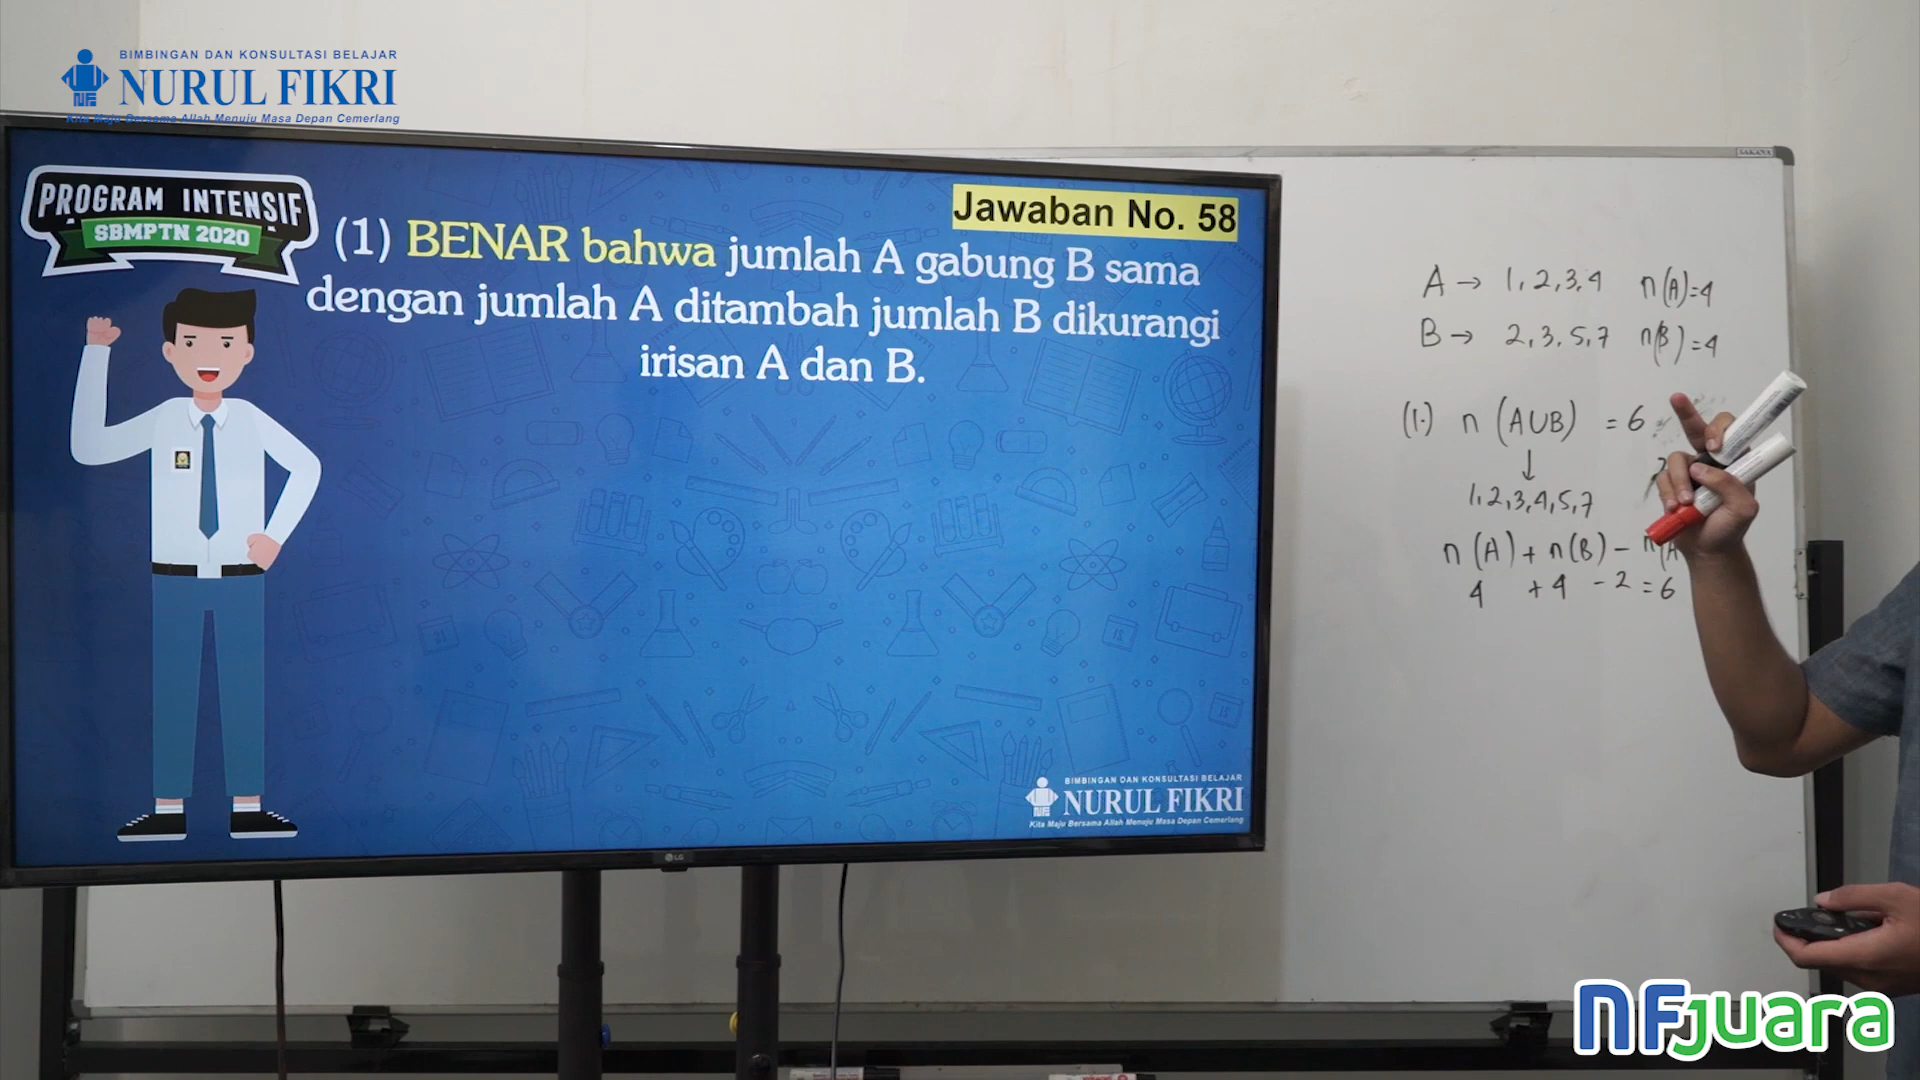 BIMBINGAN DAN KONSULTASI BELAJAR
NURUL FIKRI
Kita Maju Bersama Allah Menuju Masa Depan Cemerlang
PROGRAM INTENSIF
SBMPTN 2020
Jawaban No. 58
(1) BENAR bahwa jumlah A gabung B sama
dengan jumlah A ditambah jumlah B dikurangi
irisan A dan B.
BIMBINGAN DAN KONSULTASI BELAJAR
NURUL FIKRI
Kita Maju Bersama Allah Menuju Masa Depan Cemerlang
LG
SAKANA
A → 1, 2, 3, 4 n(A)=4
B → 2, 3, 5, 7 n(B)=4
(1.) n (A∪B) = 6
↓
1, 2, 3, 4, 5, 7
n (A) + n (B) - n(A
4 + 4 - 2 = 6
NFjuara